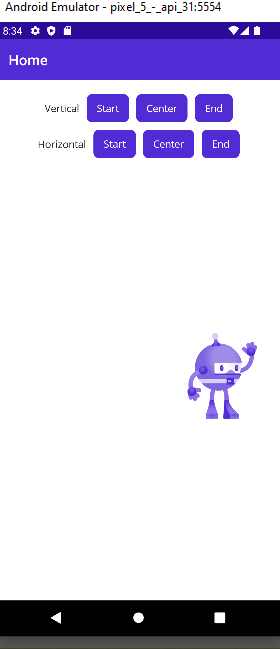 Android Emulator - pixel_5_-_api_31:5554
8:34
Home
Vertical Start Center End
Horizontal Start Center End